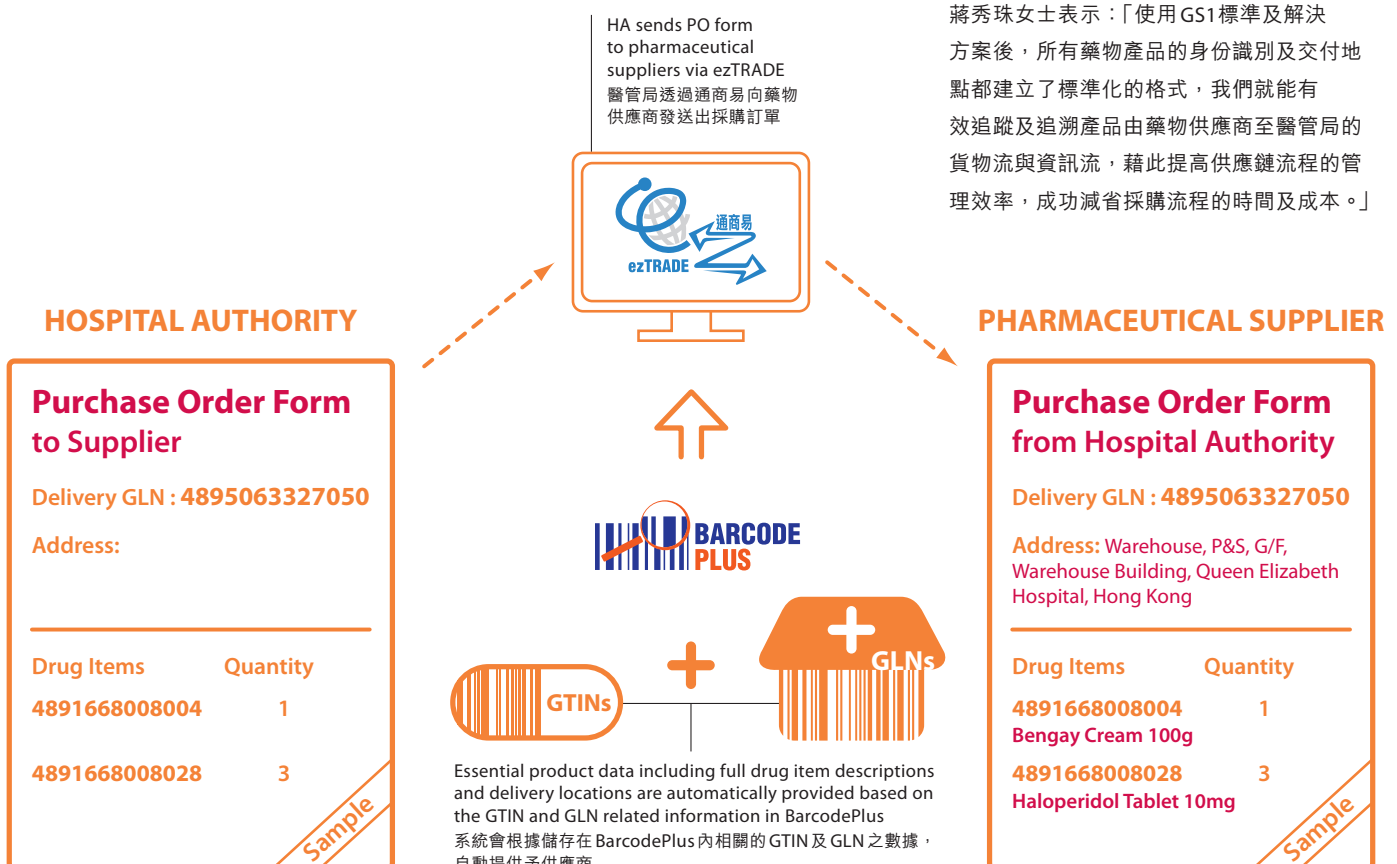 HA sends PO form
to pharmaceutical
suppliers via ezTRADE
醫管局透過通商易向藥物
供應商發送出採購訂單
蔣秀珠女士表示：「使用GS1標準及解決
方案後，所有藥物產品的身份識別及交付地
點都建立了標準化的格式，我們就能有
效追蹤及追溯產品由藥物供應商至醫管局的
貨物流與資訊流，藉此提高供應鏈流程的管
理效率，成功減省採購流程的時間及成本。」
通商易
ezTRADE
HOSPITAL AUTHORITY
Purchase Order Form
to Supplier
Delivery GLN : 4895063327050
Address:
Drug Items Quantity
4891668008004 1
4891668008028 3
Sample
BARCODE
PLUS
GTINs
GLNs
Essential product data including full drug item descriptions
and delivery locations are automatically provided based on
the GTIN and GLN related information in BarcodePlus
系統會根據儲存在BarcodePlus內相關的GTIN及GLN之數據，
自動提供予供應商
PHARMACEUTICAL SUPPLIER
Purchase Order Form
from Hospital Authority
Delivery GLN : 4895063327050
Address: Warehouse, P&S, G/F,
Warehouse Building, Queen Elizabeth
Hospital, Hong Kong
Drug Items Quantity
4891668008004 1
Bengay Cream 100g
4891668008028 3
Haloperidol Tablet 10mg
Sample